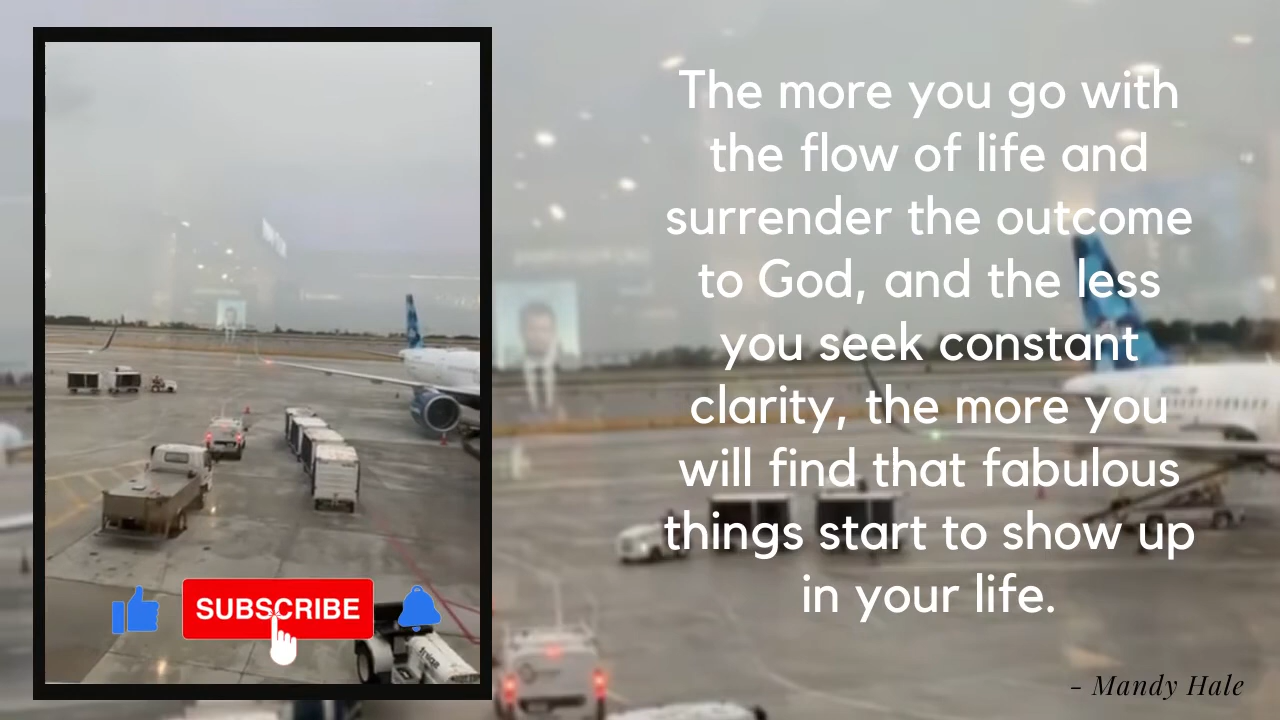 The more you go with
the flow of life and
surrender the outcome
to God, and the less
you seek constant
clarity, the more you
will find that fabulous
things start to show up
in your life.
- Mandy Hale
SUBSCRIBE